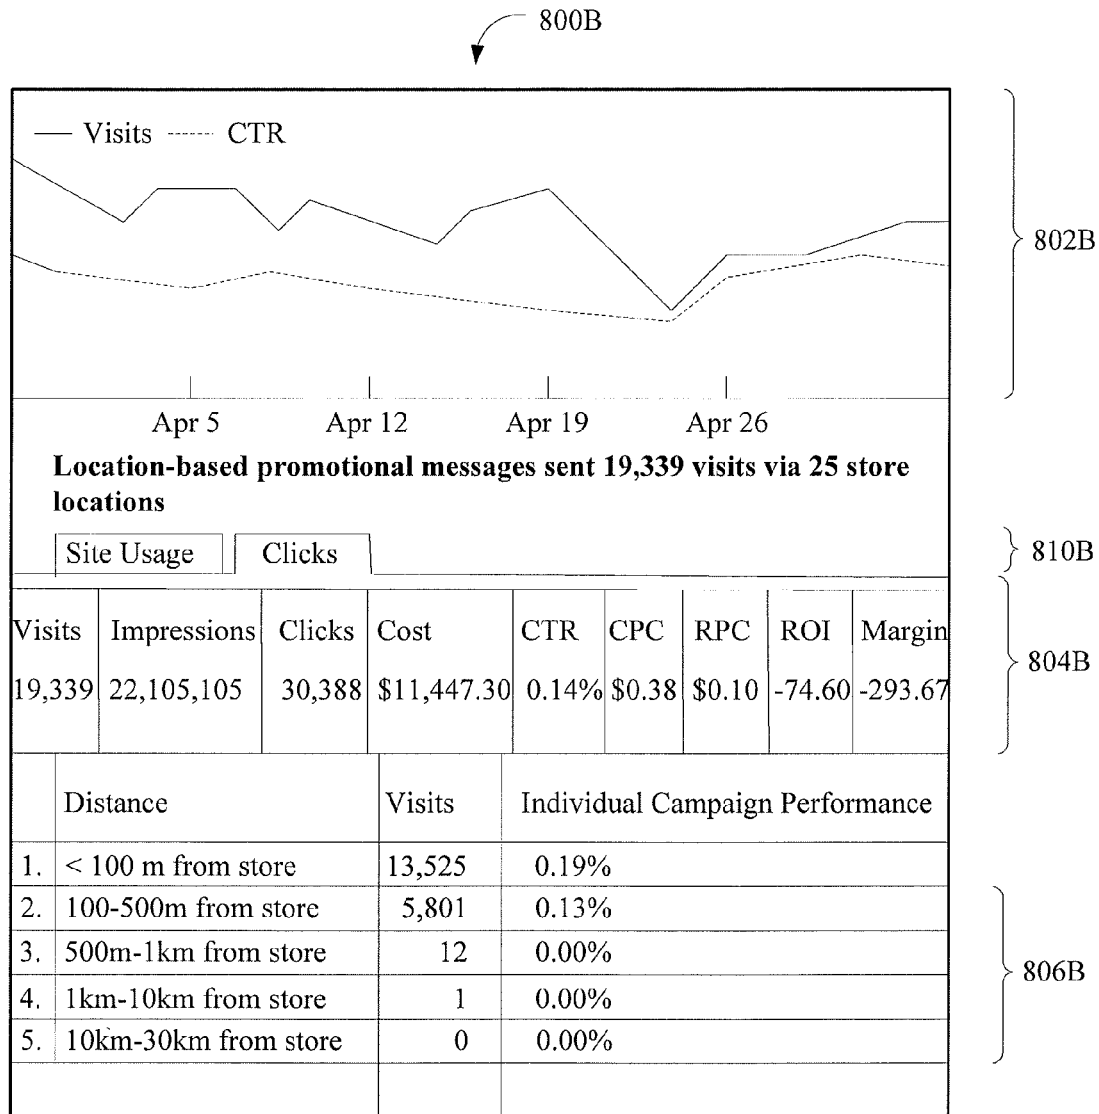 800B
Visits CTR
802B
Apr 5 Apr 12 Apr 19 Apr 26
Location-based promotional messages sent 19,339 visits via 25 store
locations
Site Usage Clicks
810B
Visits Impressions Clicks Cost CTR CPC RPC ROI Margin
804B
19,339 22,105,105 30,388 $11,447.30 0.14% $0.38 $0.10 -74.60 -293.67
Distance Visits Individual Campaign Performance
1. < 100 m from store 13,525 0.19%
2. 100-500m from store 5,801 0.13%
3. 500m-1km from store 12 0.00%
806B
4. 1km-10km from store 1 0.00%
5. 10km-30km from store 0 0.00%